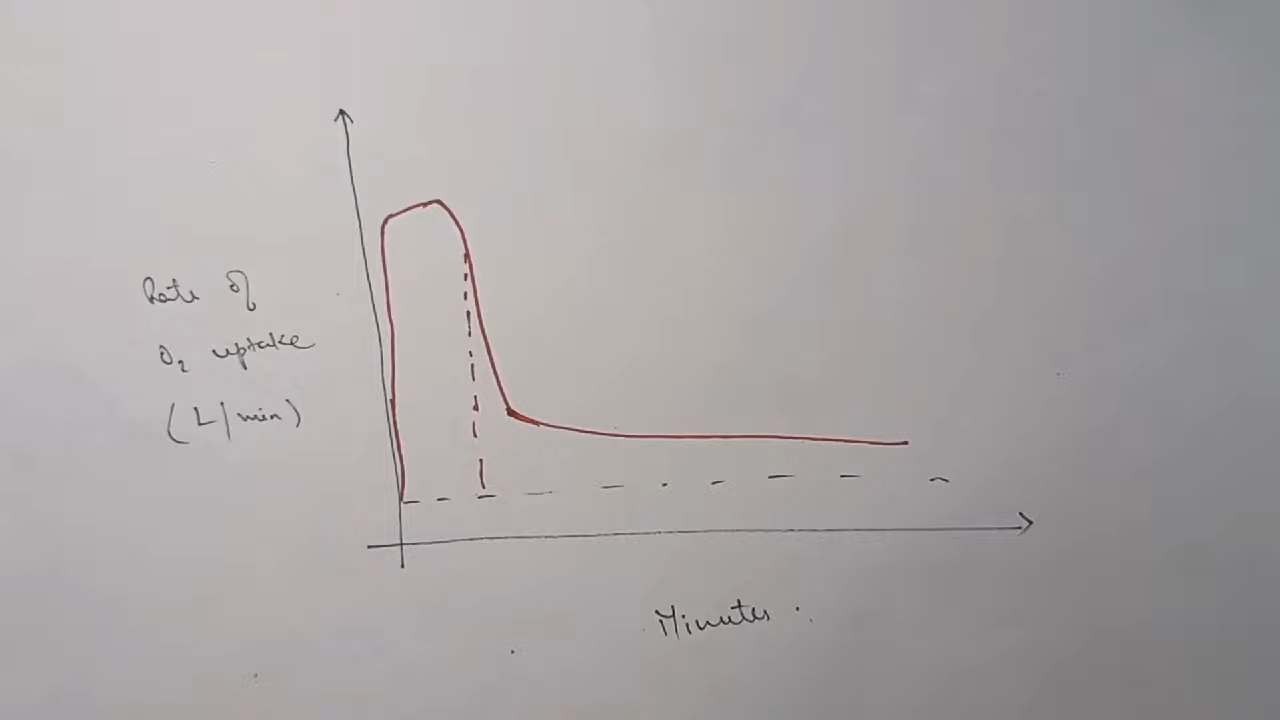 Rate of
O₂ uptake
(L/min)
Minutes